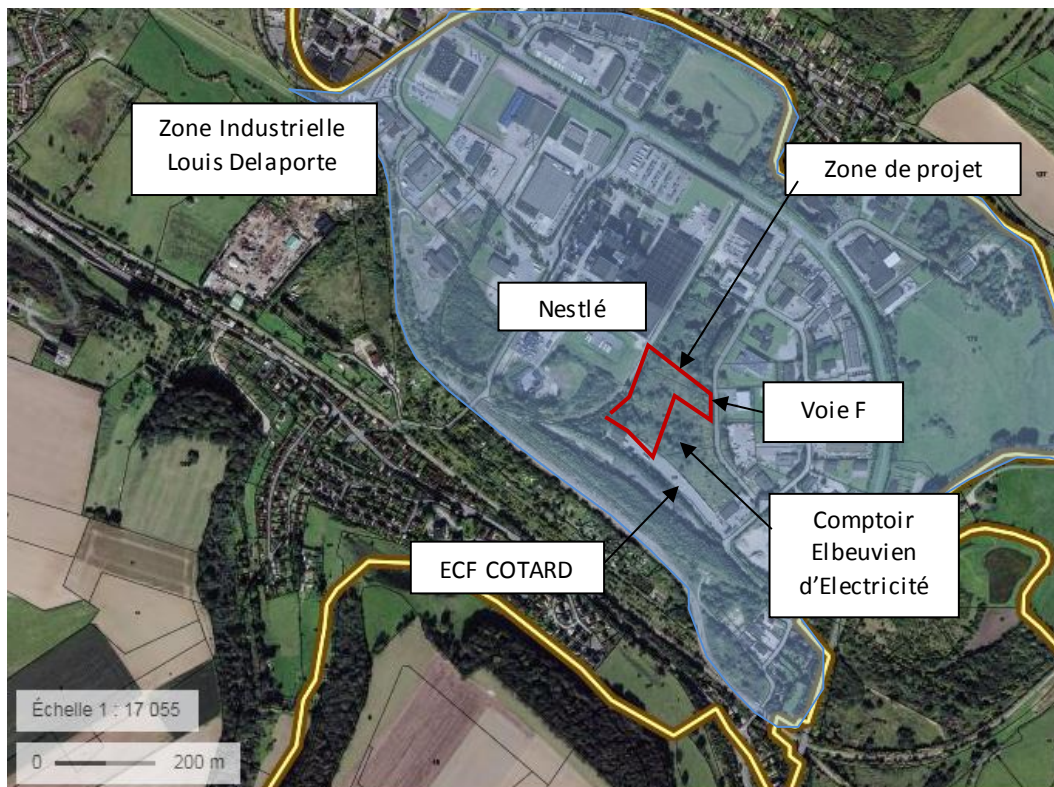 Zone Industrielle
Louis Delaporte
Zone de projet
Nestlé
Voie F
Comptoir
Elbeuvien
d’Electricité
ECF COTARD
Échelle 1 : 17 055
0 200 m